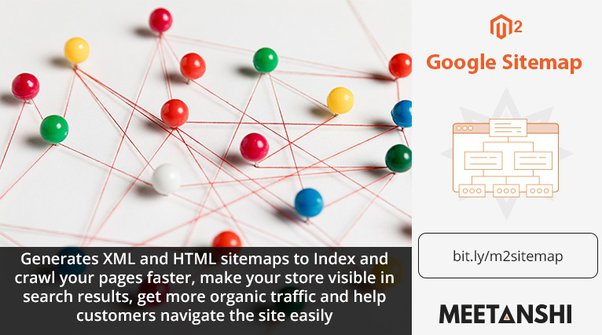 2
Google Sitemap
bit.ly/m2sitemap
MEETANSHI
Generates XML and HTML sitemaps to Index and
crawl your pages faster, make your store visible in
search results, get more organic traffic and help
customers navigate the site easily